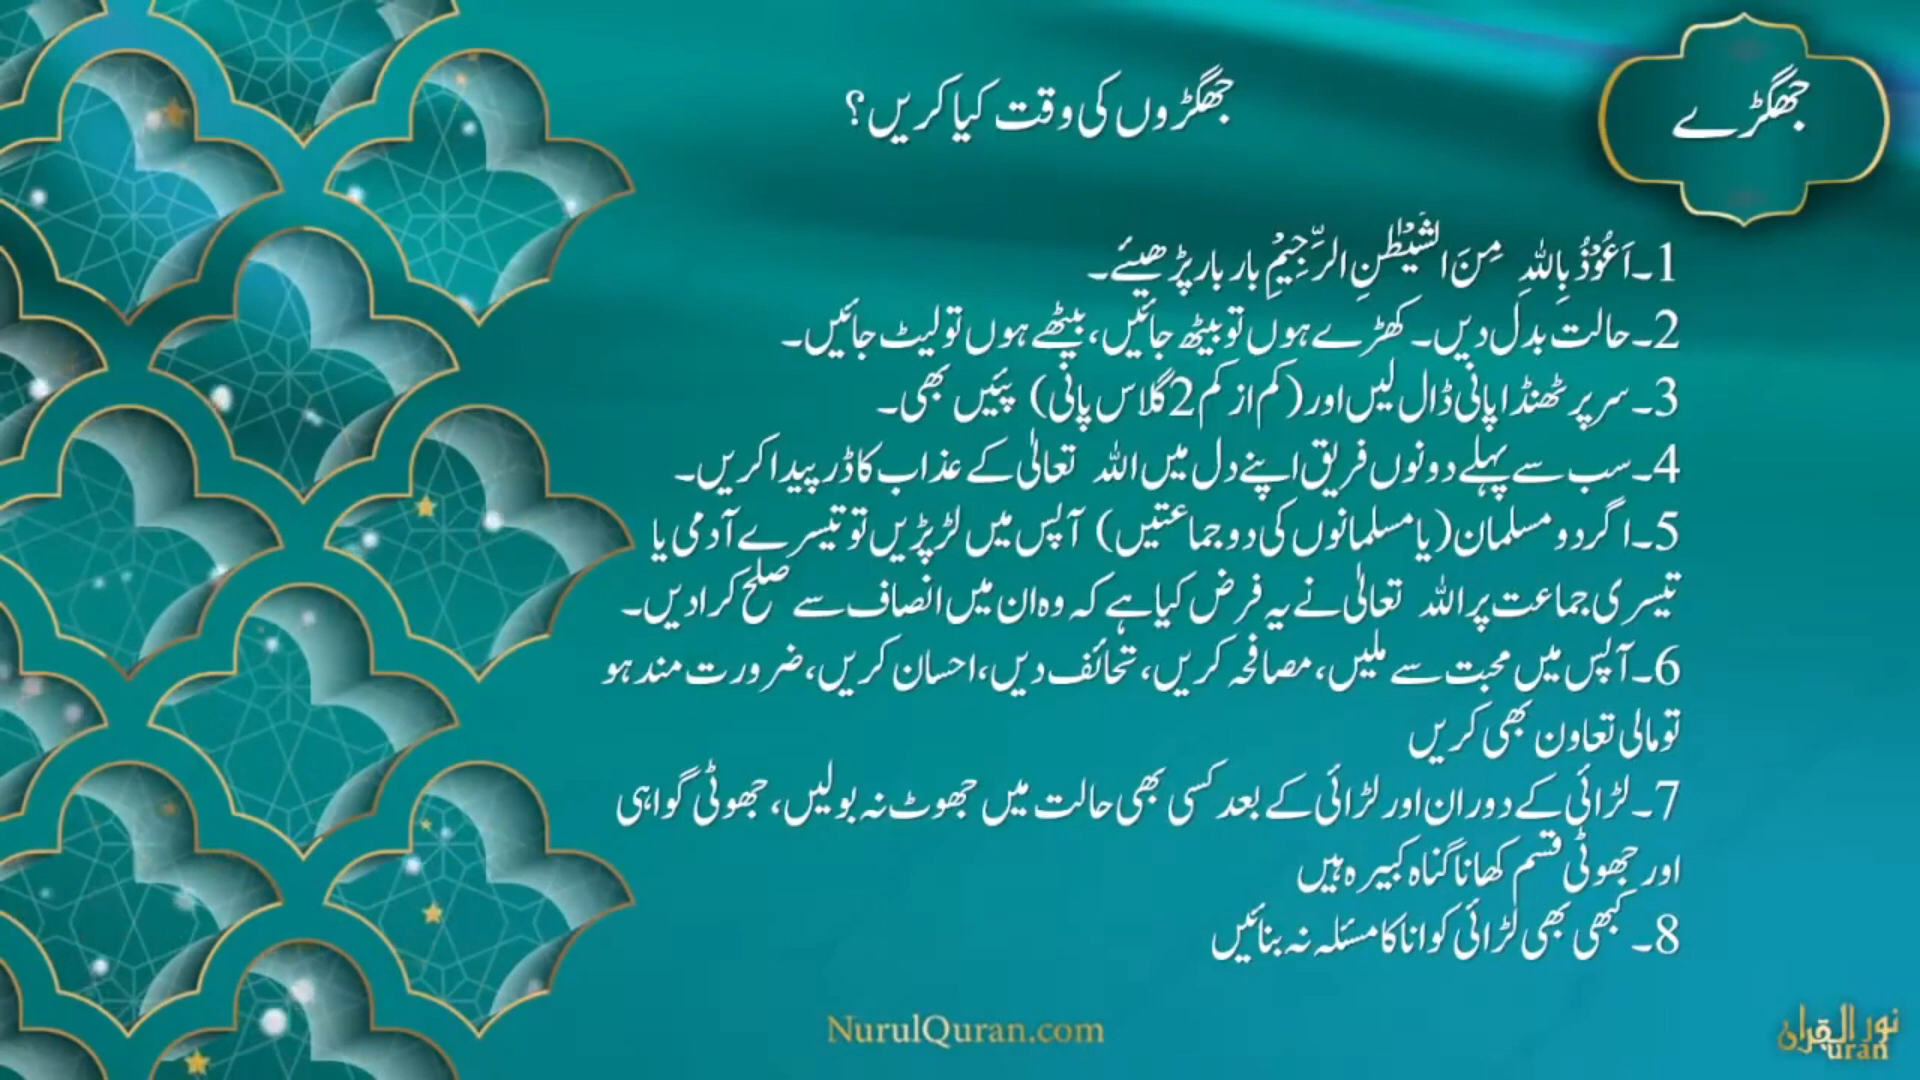 جھگڑے
جھگڑوں کی وقت کیا کریں؟
1۔ اَعُوْذُ بِاللّٰہِ مِنَ الشَّیْطٰنِ الرَّجِیْمِ بار بار پڑھیئے۔
2۔ حالت بدل دیں۔ کھڑے ہوں تو بیٹھ جائیں، بیٹھے ہوں تو لیٹ جائیں۔
3۔ سر پر ٹھنڈا پانی ڈال لیں اور (کم از کم 2 گلاس پانی) پئیں بھی۔
4۔ سب سے پہلے دونوں فریق اپنے دل میں اللہ تعالیٰ کے عذاب کا ڈر پیدا کریں۔
5۔ اگر دو مسلمان (یا مسلمانوں کی دو جماعتیں) آپس میں لڑ پڑیں تو تیسرے آدمی یا
تیسری جماعت پر اللہ تعالیٰ نے یہ فرض کیا ہے کہ وہ ان میں انصاف سے صلح کرا دیں۔
6۔ آپس میں محبت سے ملیں، مصافحہ کریں، تحائف دیں، احسان کریں، ضرورت مند ہو
تو مالی تعاون بھی کریں
7۔ لڑائی کے دوران اور لڑائی کے بعد کسی بھی حالت میں جھوٹ نہ بولیں، جھوٹی گواہی
اور جھوٹی قسم کھانا گناہ کبیرہ ہیں
8۔ کبھی بھی لڑائی کو انا کا مسئلہ نہ بنائیں
NurulQuran.com
نور القرآن
uran